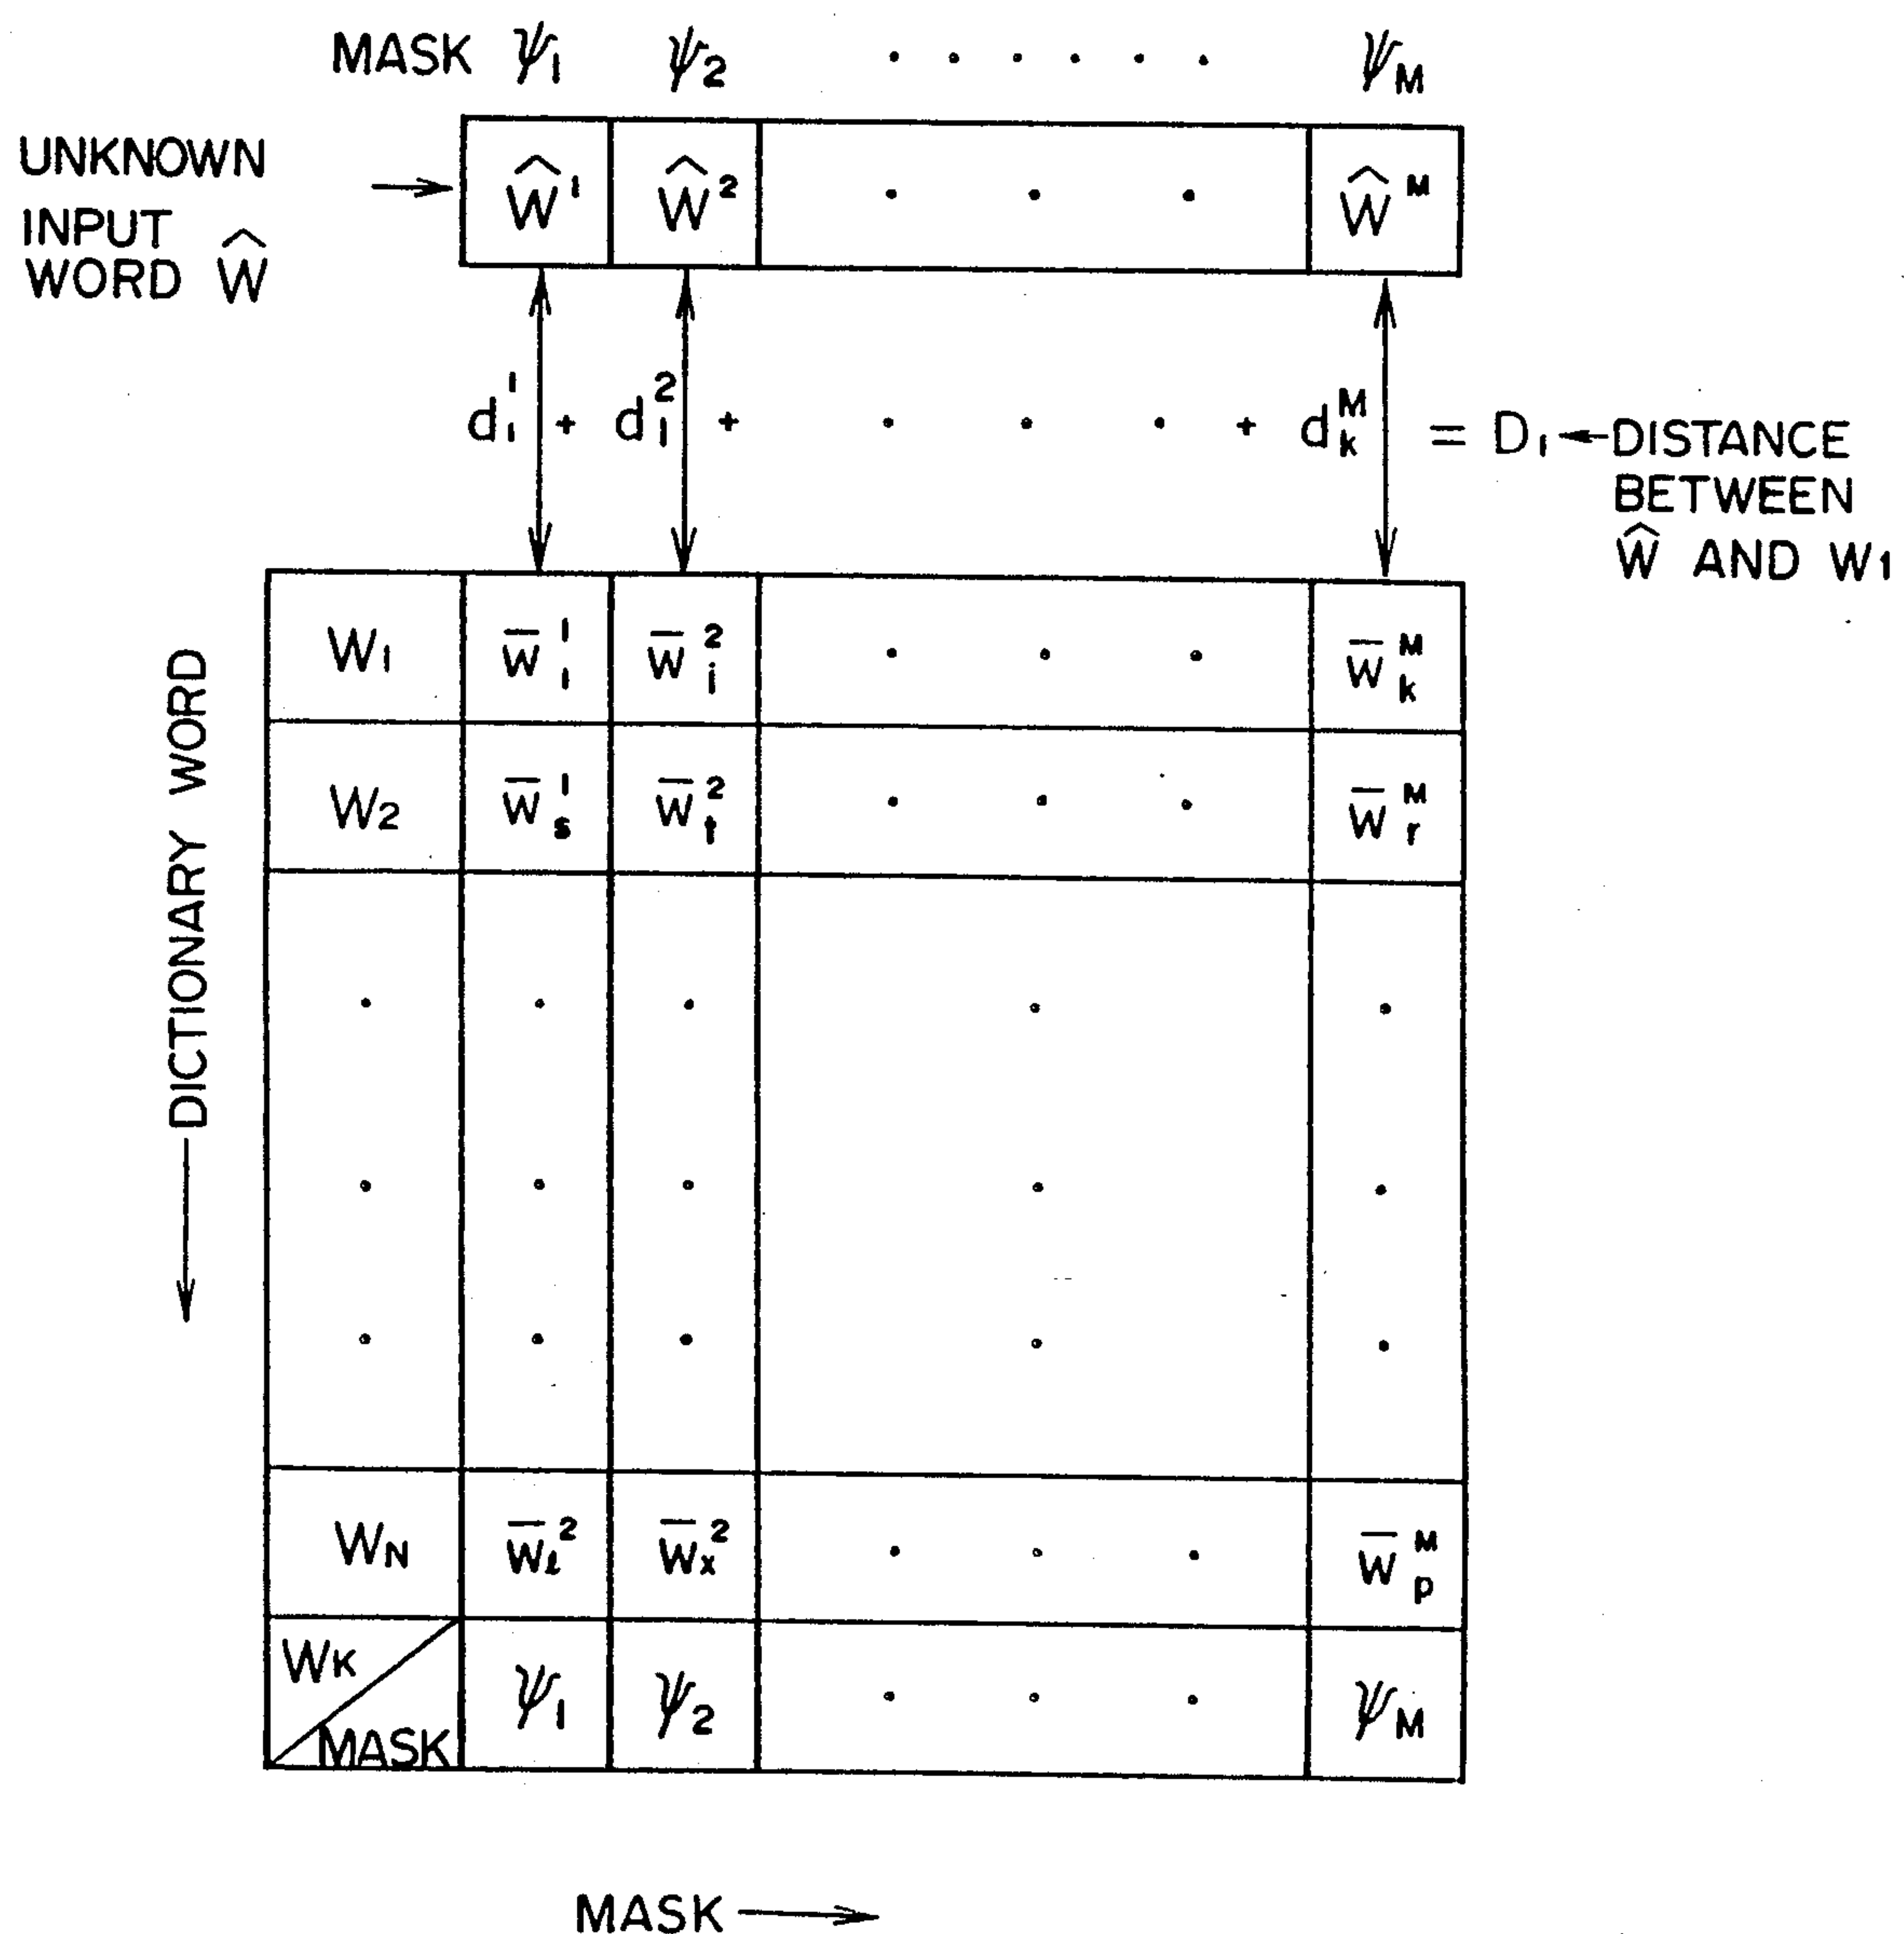 MASK ψ₁ ψ₂ . . . . . . ψM
UNKNOWN
INPUT
WORD Ŵ
Ŵ¹ Ŵ² . . . Ŵᴹ
d₁¹ + d₁² + . . . + dₖᴹ = D₁ ← DISTANCE
BETWEEN
Ŵ AND W1
DICTIONARY WORD
W₁ W̅₁¹ W̅ᵢ² . . . W̅ₖᴹ
W₂ W̅ₛ¹ W̅ₜ² . . . W̅ᵣᴹ
. . . . .
. . . . .
. . . . .
WN W̅ℓ² W̅ₓ² . . . W̅ₚᴹ
WK
MASK
ψ₁ ψ₂ . . . ψM
MASK →